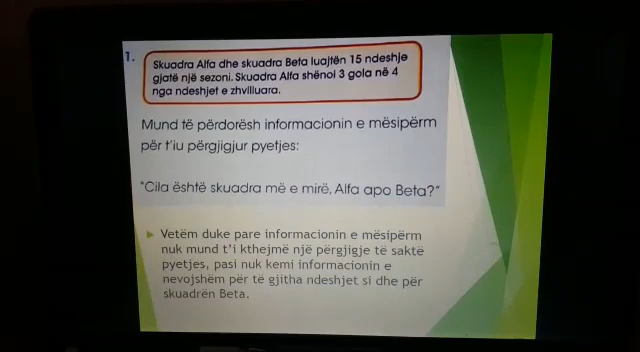 1.
Skuadra Alfa dhe skuadra Beta luajtën 15 ndeshje
gjatë një sezoni. Skuadra Alfa shënoi 3 gola në 4
nga ndeshjet e zhvilluara.
Mund të përdorësh informacionin e mësipërm
për t'iu përgjigjur pyetjes:
"Cila është skuadra më e mirë, Alfa apo Beta?"
Vetëm duke pare informacionin e mësipërm
nuk mund t'i kthejmë një përgjigje të saktë
pyetjes, pasi nuk kemi informacionin e
nevojshëm për të gjitha ndeshjet si dhe për
skuadrën Beta.